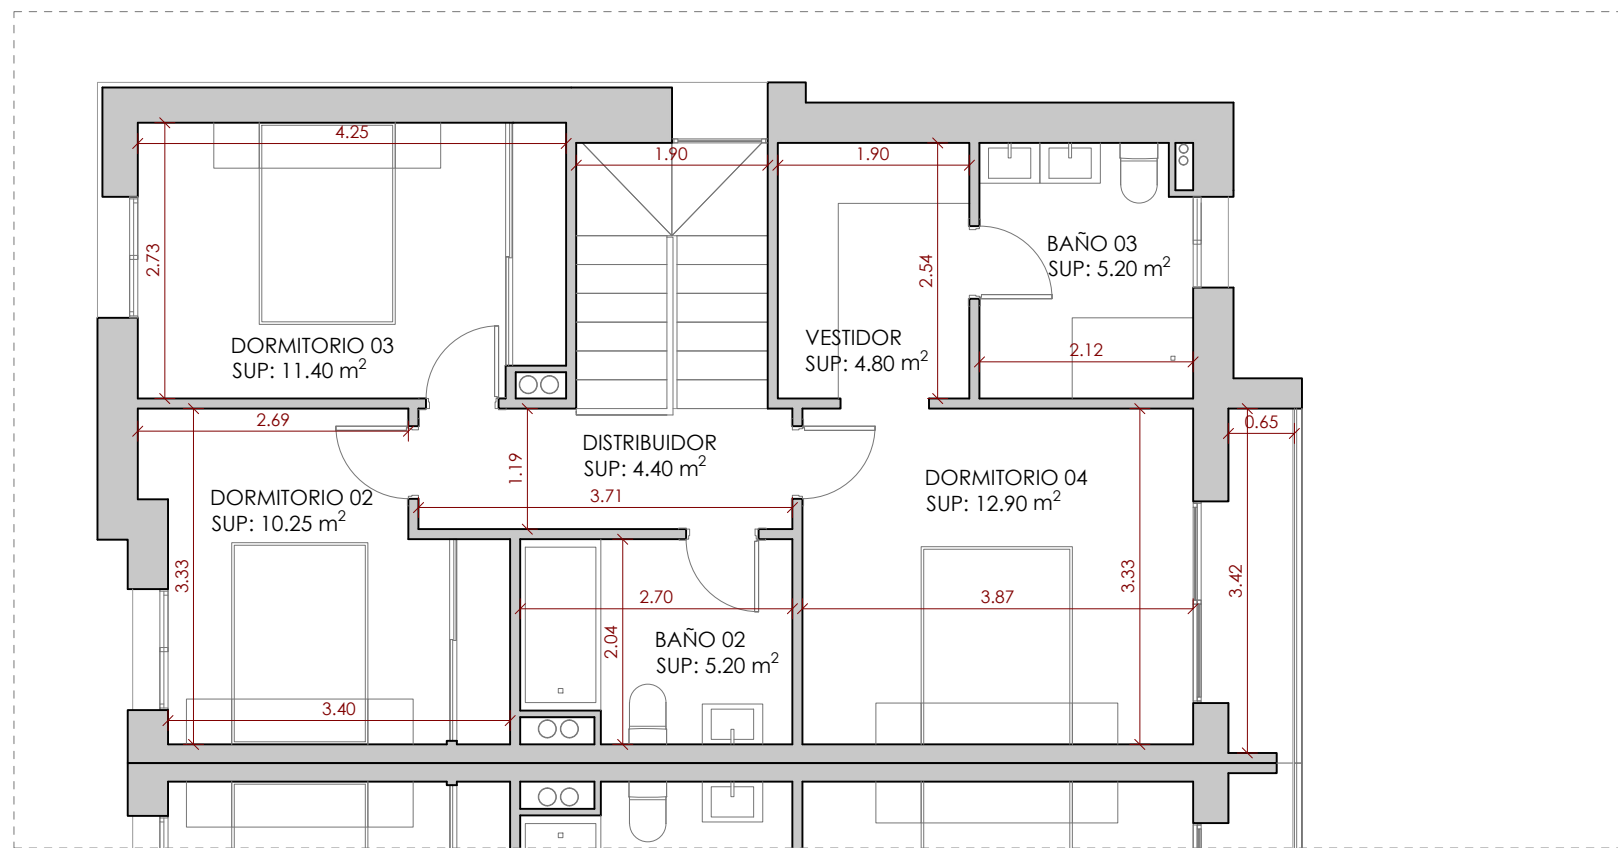 4.25
1.90
1.90
2.73
2.54
BAÑO 03
SUP: 5.20 m²
DORMITORIO 03
SUP: 11.40 m²
VESTIDOR
SUP: 4.80 m²
2.12
2.69
0.65
DISTRIBUIDOR
SUP: 4.40 m²
1.19
3.71
DORMITORIO 04
SUP: 12.90 m²
DORMITORIO 02
SUP: 10.25 m²
3.33
2.70
3.87
3.33
3.42
2.04
BAÑO 02
SUP: 5.20 m²
3.40